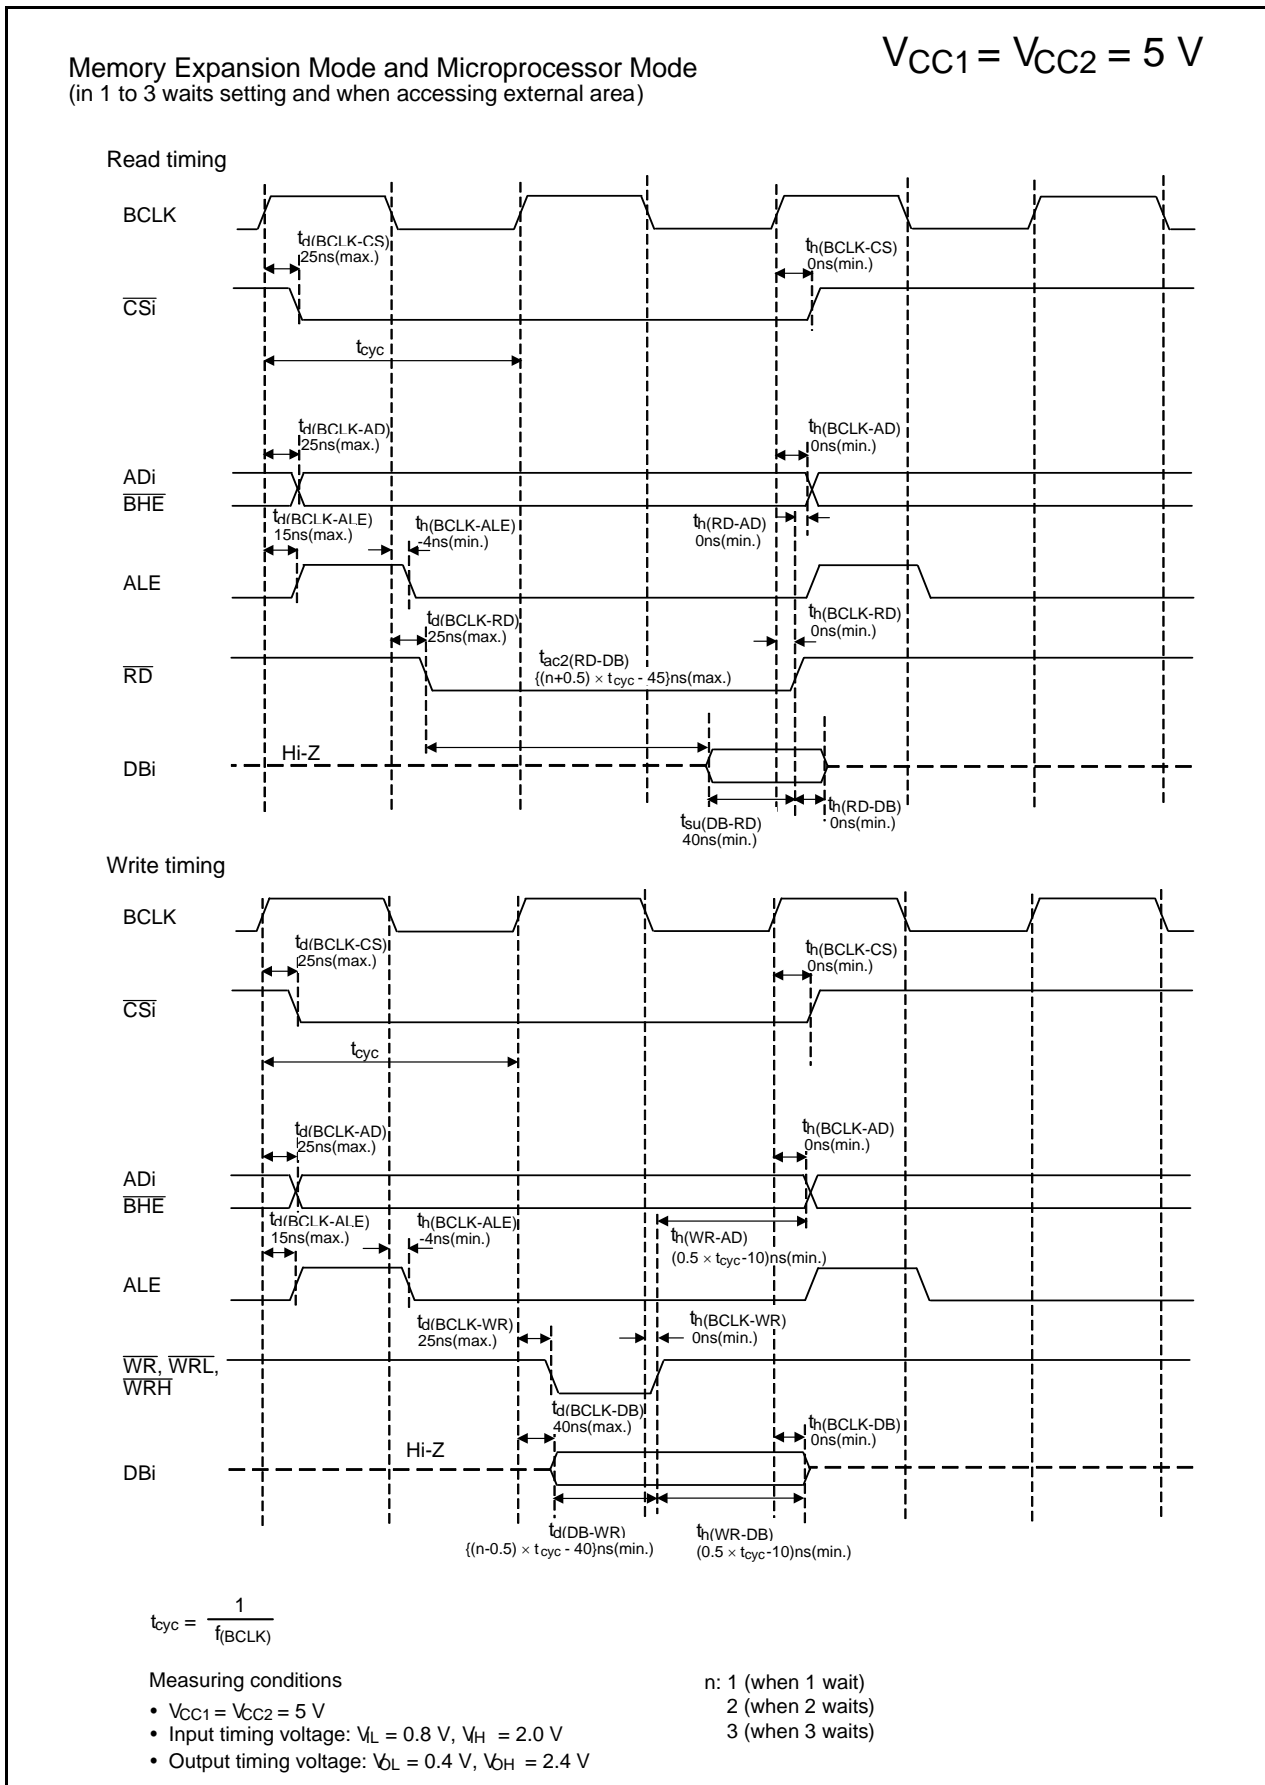 VCC1 = VCC2 = 5 V
Memory Expansion Mode and Microprocessor Mode
(in 1 to 3 waits setting and when accessing external area)
Read timing
BCLK
td(BCLK-CS)
25ns(max.)
th(BCLK-CS)
0ns(min.)
CSi
tcyc
td(BCLK-AD)
25ns(max.)
th(BCLK-AD)
0ns(min.)
ADi
BHE
td(BCLK-ALE)
15ns(max.)
th(BCLK-ALE)
-4ns(min.)
th(RD-AD)
0ns(min.)
ALE
td(BCLK-RD)
25ns(max.)
th(BCLK-RD)
0ns(min.)
RD
tac2(RD-DB)
{(n+0.5) × tcyc - 45}ns(max.)
Hi-Z
DBi
tsu(DB-RD)
40ns(min.)
th(RD-DB)
0ns(min.)
Write timing
BCLK
td(BCLK-CS)
25ns(max.)
th(BCLK-CS)
0ns(min.)
CSi
tcyc
td(BCLK-AD)
25ns(max.)
th(BCLK-AD)
0ns(min.)
ADi
BHE
td(BCLK-ALE)
15ns(max.)
th(BCLK-ALE)
-4ns(min.)
th(WR-AD)
(0.5 × tcyc-10)ns(min.)
ALE
td(BCLK-WR)
25ns(max.)
th(BCLK-WR)
0ns(min.)
WR, WRL,
WRH
td(BCLK-DB)
40ns(max.)
th(BCLK-DB)
0ns(min.)
Hi-Z
DBi
td(DB-WR)
{(n-0.5) × tcyc - 40}ns(min.)
th(WR-DB)
(0.5 × tcyc-10)ns(min.)
tcyc = 1
f(BCLK)
Measuring conditions
• VCC1 = VCC2 = 5 V
• Input timing voltage: VIL = 0.8 V, VIH = 2.0 V
• Output timing voltage: VOL = 0.4 V, VOH = 2.4 V
n: 1 (when 1 wait)
2 (when 2 waits)
3 (when 3 waits)